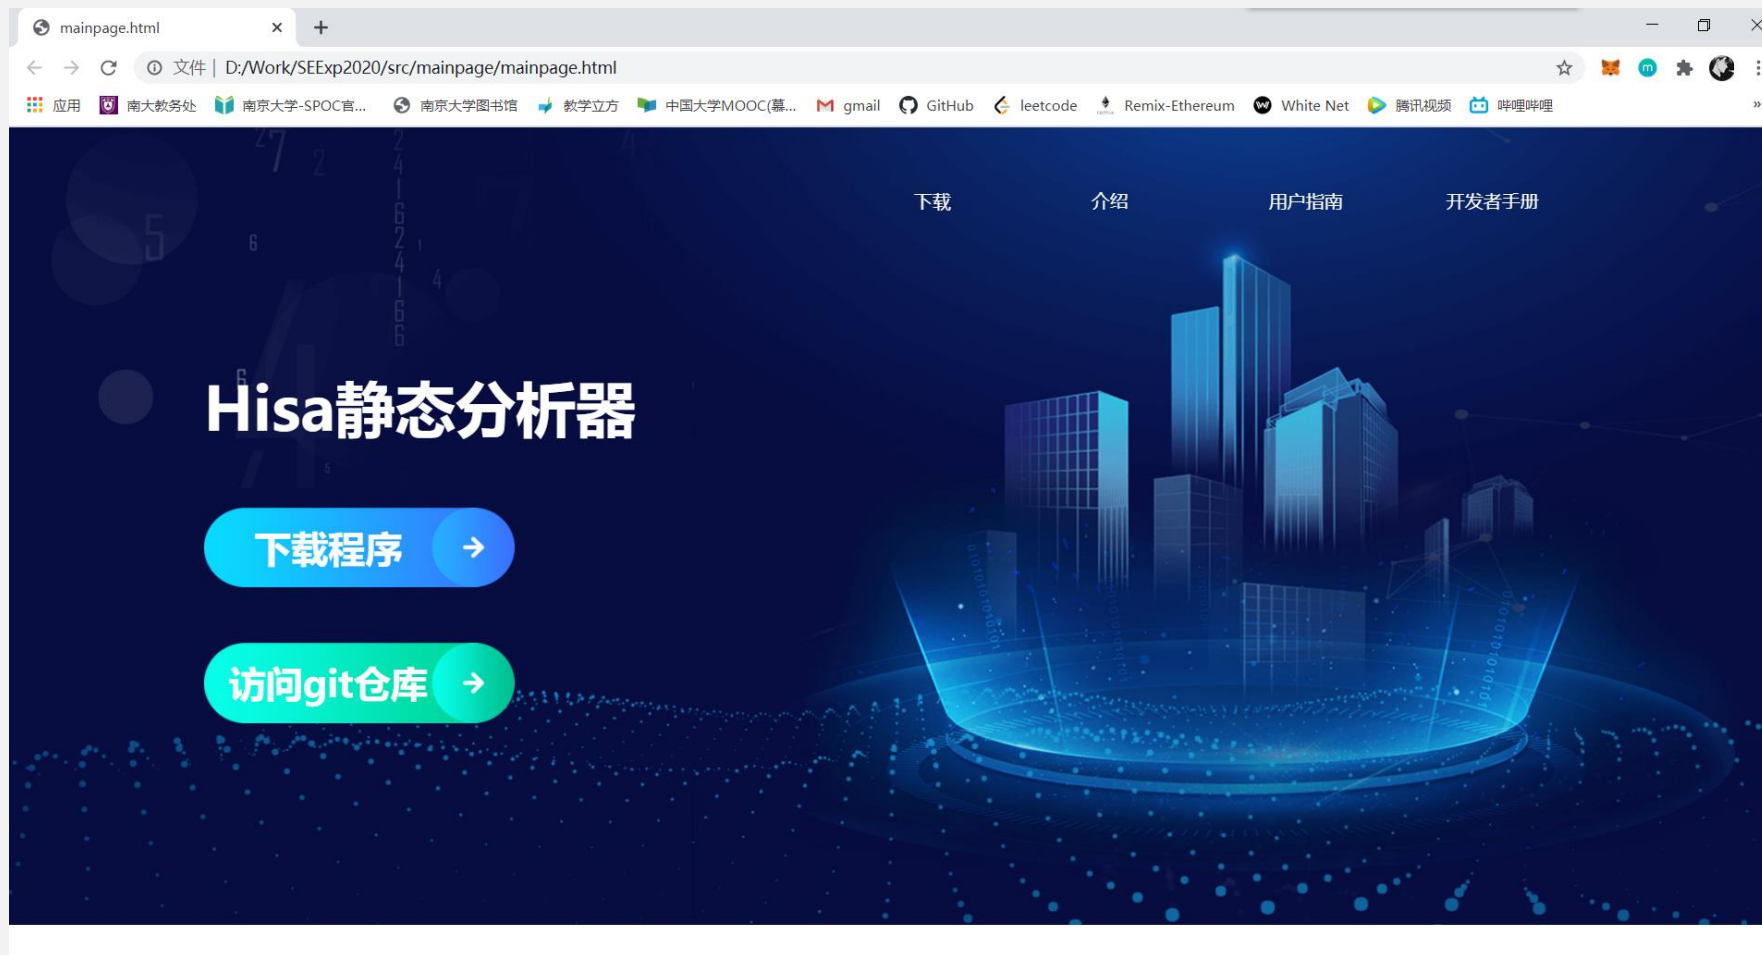 mainpage.html
文件 | D:/Work/SEExp2020/src/mainpage/mainpage.html
应用 南大教务处 南京大学-SPOC官... 南京大学图书馆 教学立方 中国大学MOOC(慕... gmail GitHub leetcode Remix-Ethereum White Net 腾讯视频 哔哩哔哩 »
下载 介绍 用户指南 开发者手册
Hisa静态分析器
下载程序
访问git仓库